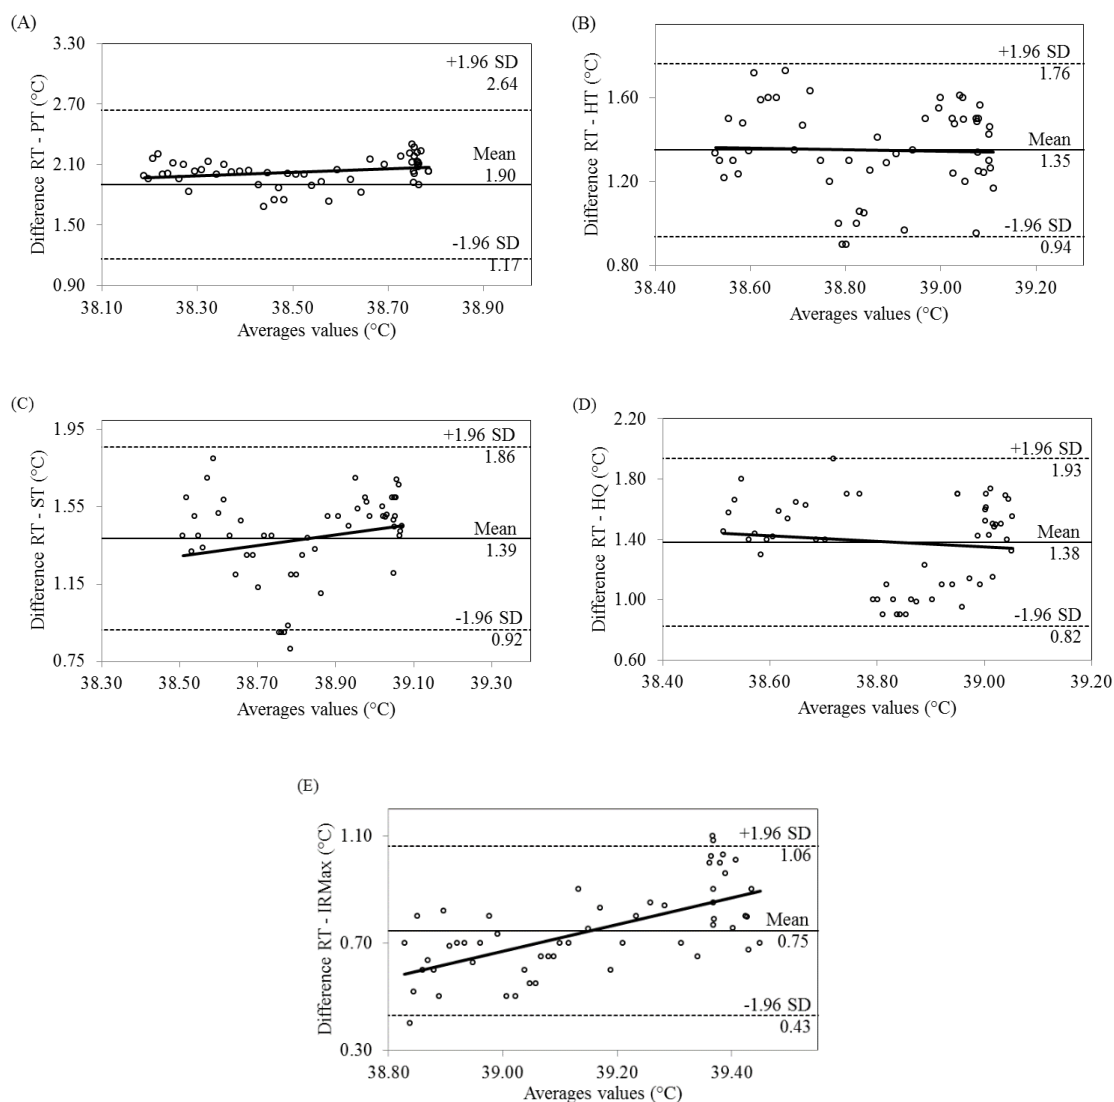 (A)
3.30
2.70
2.10
1.50
0.90
Difference RT - PT (°C)
+1.96 SD
2.64
Mean
1.90
-1.96 SD
1.17
38.10 38.30 38.50 38.70 38.90
Averages values (°C)
(B)
1.60
1.20
0.80
Difference RT - HT (°C)
+1.96 SD
1.76
Mean
1.35
-1.96 SD
0.94
38.40 38.60 38.80 39.00 39.20
Averages values (°C)
(C)
1.95
1.55
1.15
0.75
Difference RT - ST (°C)
+1.96 SD
1.86
Mean
1.39
-1.96 SD
0.92
38.30 38.50 38.70 38.90 39.10 39.30
Averages values (°C)
(D)
2.20
1.80
1.40
1.00
0.60
Difference RT - HQ (°C)
+1.96 SD
1.93
Mean
1.38
-1.96 SD
0.82
38.40 38.60 38.80 39.00 39.20
Averages values (°C)
(E)
1.10
0.70
0.30
Difference RT - IRMax (°C)
+1.96 SD
1.06
Mean
0.75
-1.96 SD
0.43
38.80 39.00 39.20 39.40
Averages values (°C)